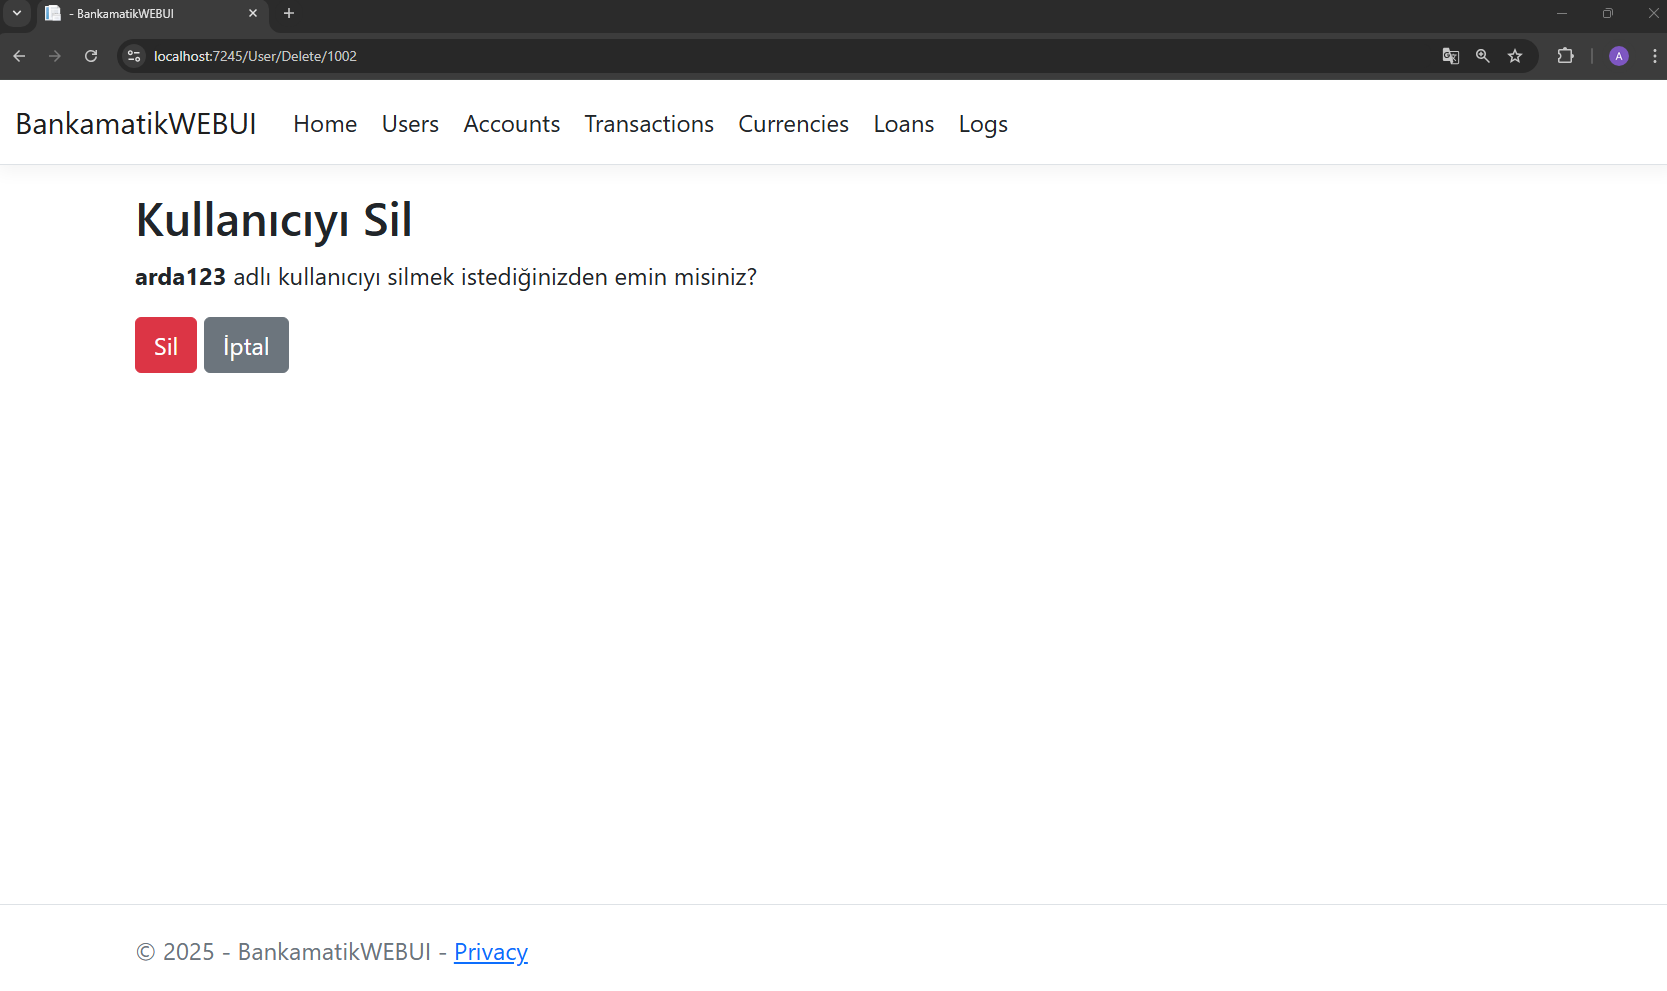 - BankamatikWEBUI
localhost:7245/User/Delete/1002
A
BankamatikWEBUI Home Users Accounts Transactions Currencies Loans Logs
Kullanıcıyı Sil
arda123 adlı kullanıcıyı silmek istediğinizden emin misiniz?
Sil İptal
© 2025 - BankamatikWEBUI - Privacy